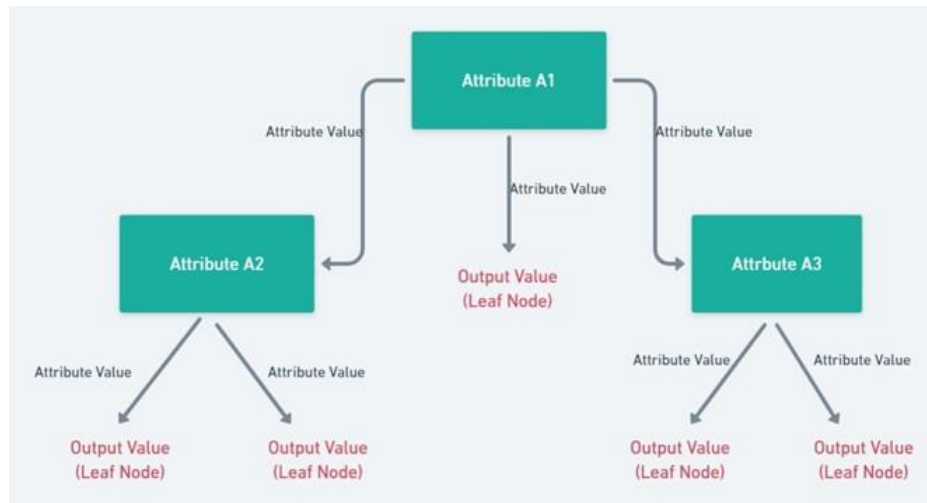 Attribute A1
Attribute Value
Attribute Value
Attribute Value
Attribute A2
Output Value
(Leaf Node)
Attrbute A3
Attribute Value
Attribute Value
Attribute Value
Attribute Value
Output Value
(Leaf Node)
Output Value
(Leaf Node)
Output Value
(Leaf Node)
Output Value
(Leaf Node)